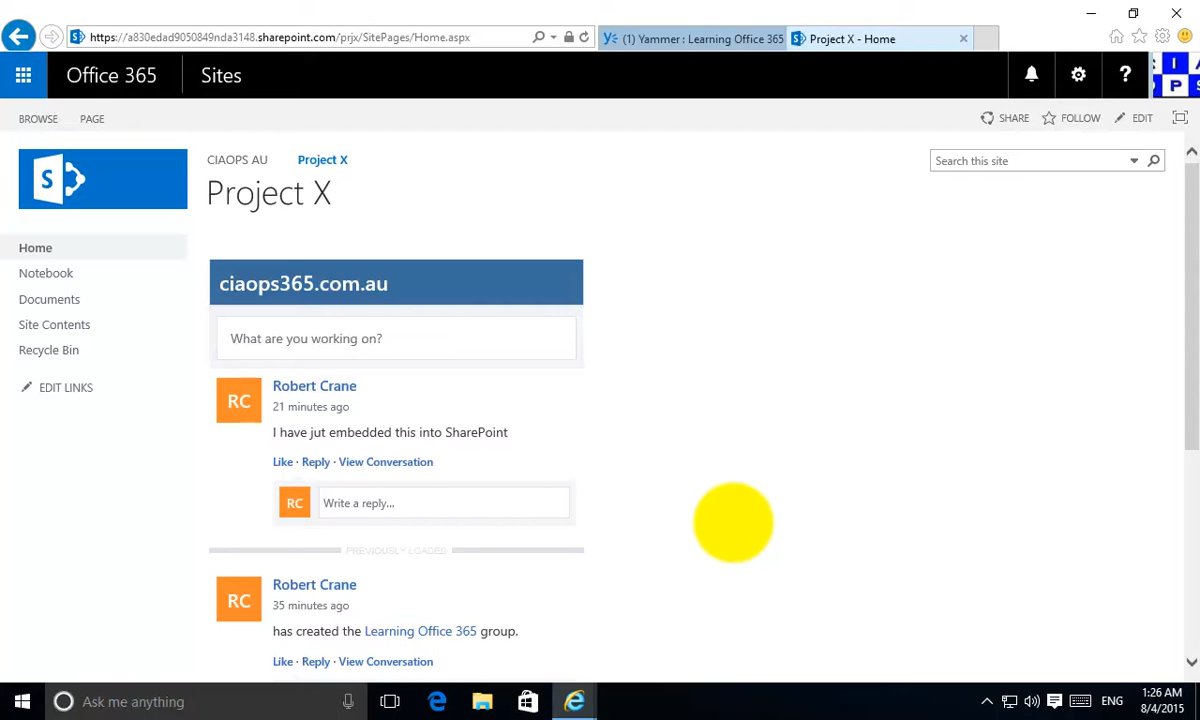 https://a830edad9050849nda3148.sharepoint.com/prjx/SitePages/Home.aspx
(1) Yammer : Learning Office 365
Project X - Home
Office 365
Sites
?
I
P S
BROWSE
PAGE
SHARE
FOLLOW
EDIT
S
CIAOPS AU
Project X
Search this site
Project X
Home
Notebook
Documents
Site Contents
Recycle Bin
EDIT LINKS
ciaops365.com.au
What are you working on?
RC
Robert Crane
21 minutes ago
I have jut embedded this into SharePoint
Like · Reply · View Conversation
RC
Write a reply...
PREVIOUSLY LOADED
RC
Robert Crane
35 minutes ago
has created the Learning Office 365 group.
Like · Reply · View Conversation
Ask me anything
ENG
1:26 AM
8/4/2015